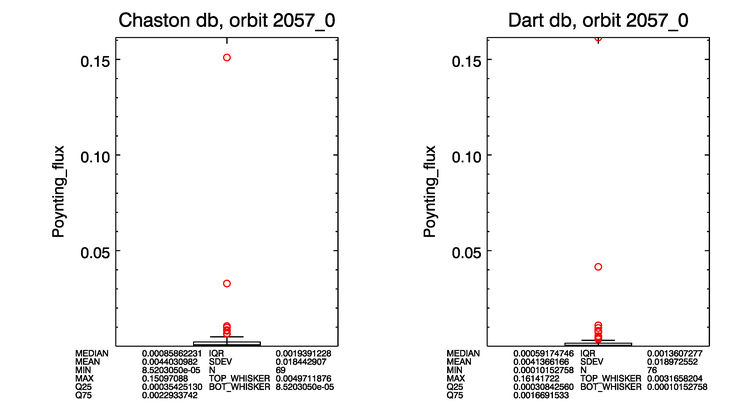 Chaston db, orbit 2057_0
0.15
0.10
0.05
Poynting_flux
MEDIAN 0.00085862231 IQR 0.0019391228
MEAN 0.0044030982 SDEV 0.018442907
MIN 8.5203050e-05 N 69
MAX 0.15097088 TOP_WHISKER 0.0049711876
Q25 0.00035425130 BOT_WHISKER 8.5203050e-05
Q75 0.0022933742
Dart db, orbit 2057_0
0.15
0.10
0.05
Poynting_flux
MEDIAN 0.00059174746 IQR 0.0013607277
MEAN 0.0041366166 SDEV 0.018972552
MIN 0.00010152758 N 76
MAX 0.16141722 TOP_WHISKER 0.0031658204
Q25 0.00030842560 BOT_WHISKER 0.00010152758
Q75 0.0016691533